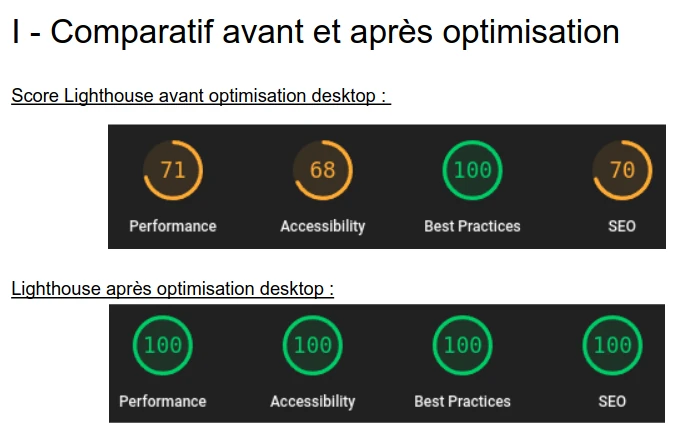 I - Comparatif avant et après optimisation
Score Lighthouse avant optimisation desktop :
71 68 100 70
Performance Accessibility Best Practices SEO
Lighthouse après optimisation desktop :
100 100 100 100
Performance Accessibility Best Practices SEO